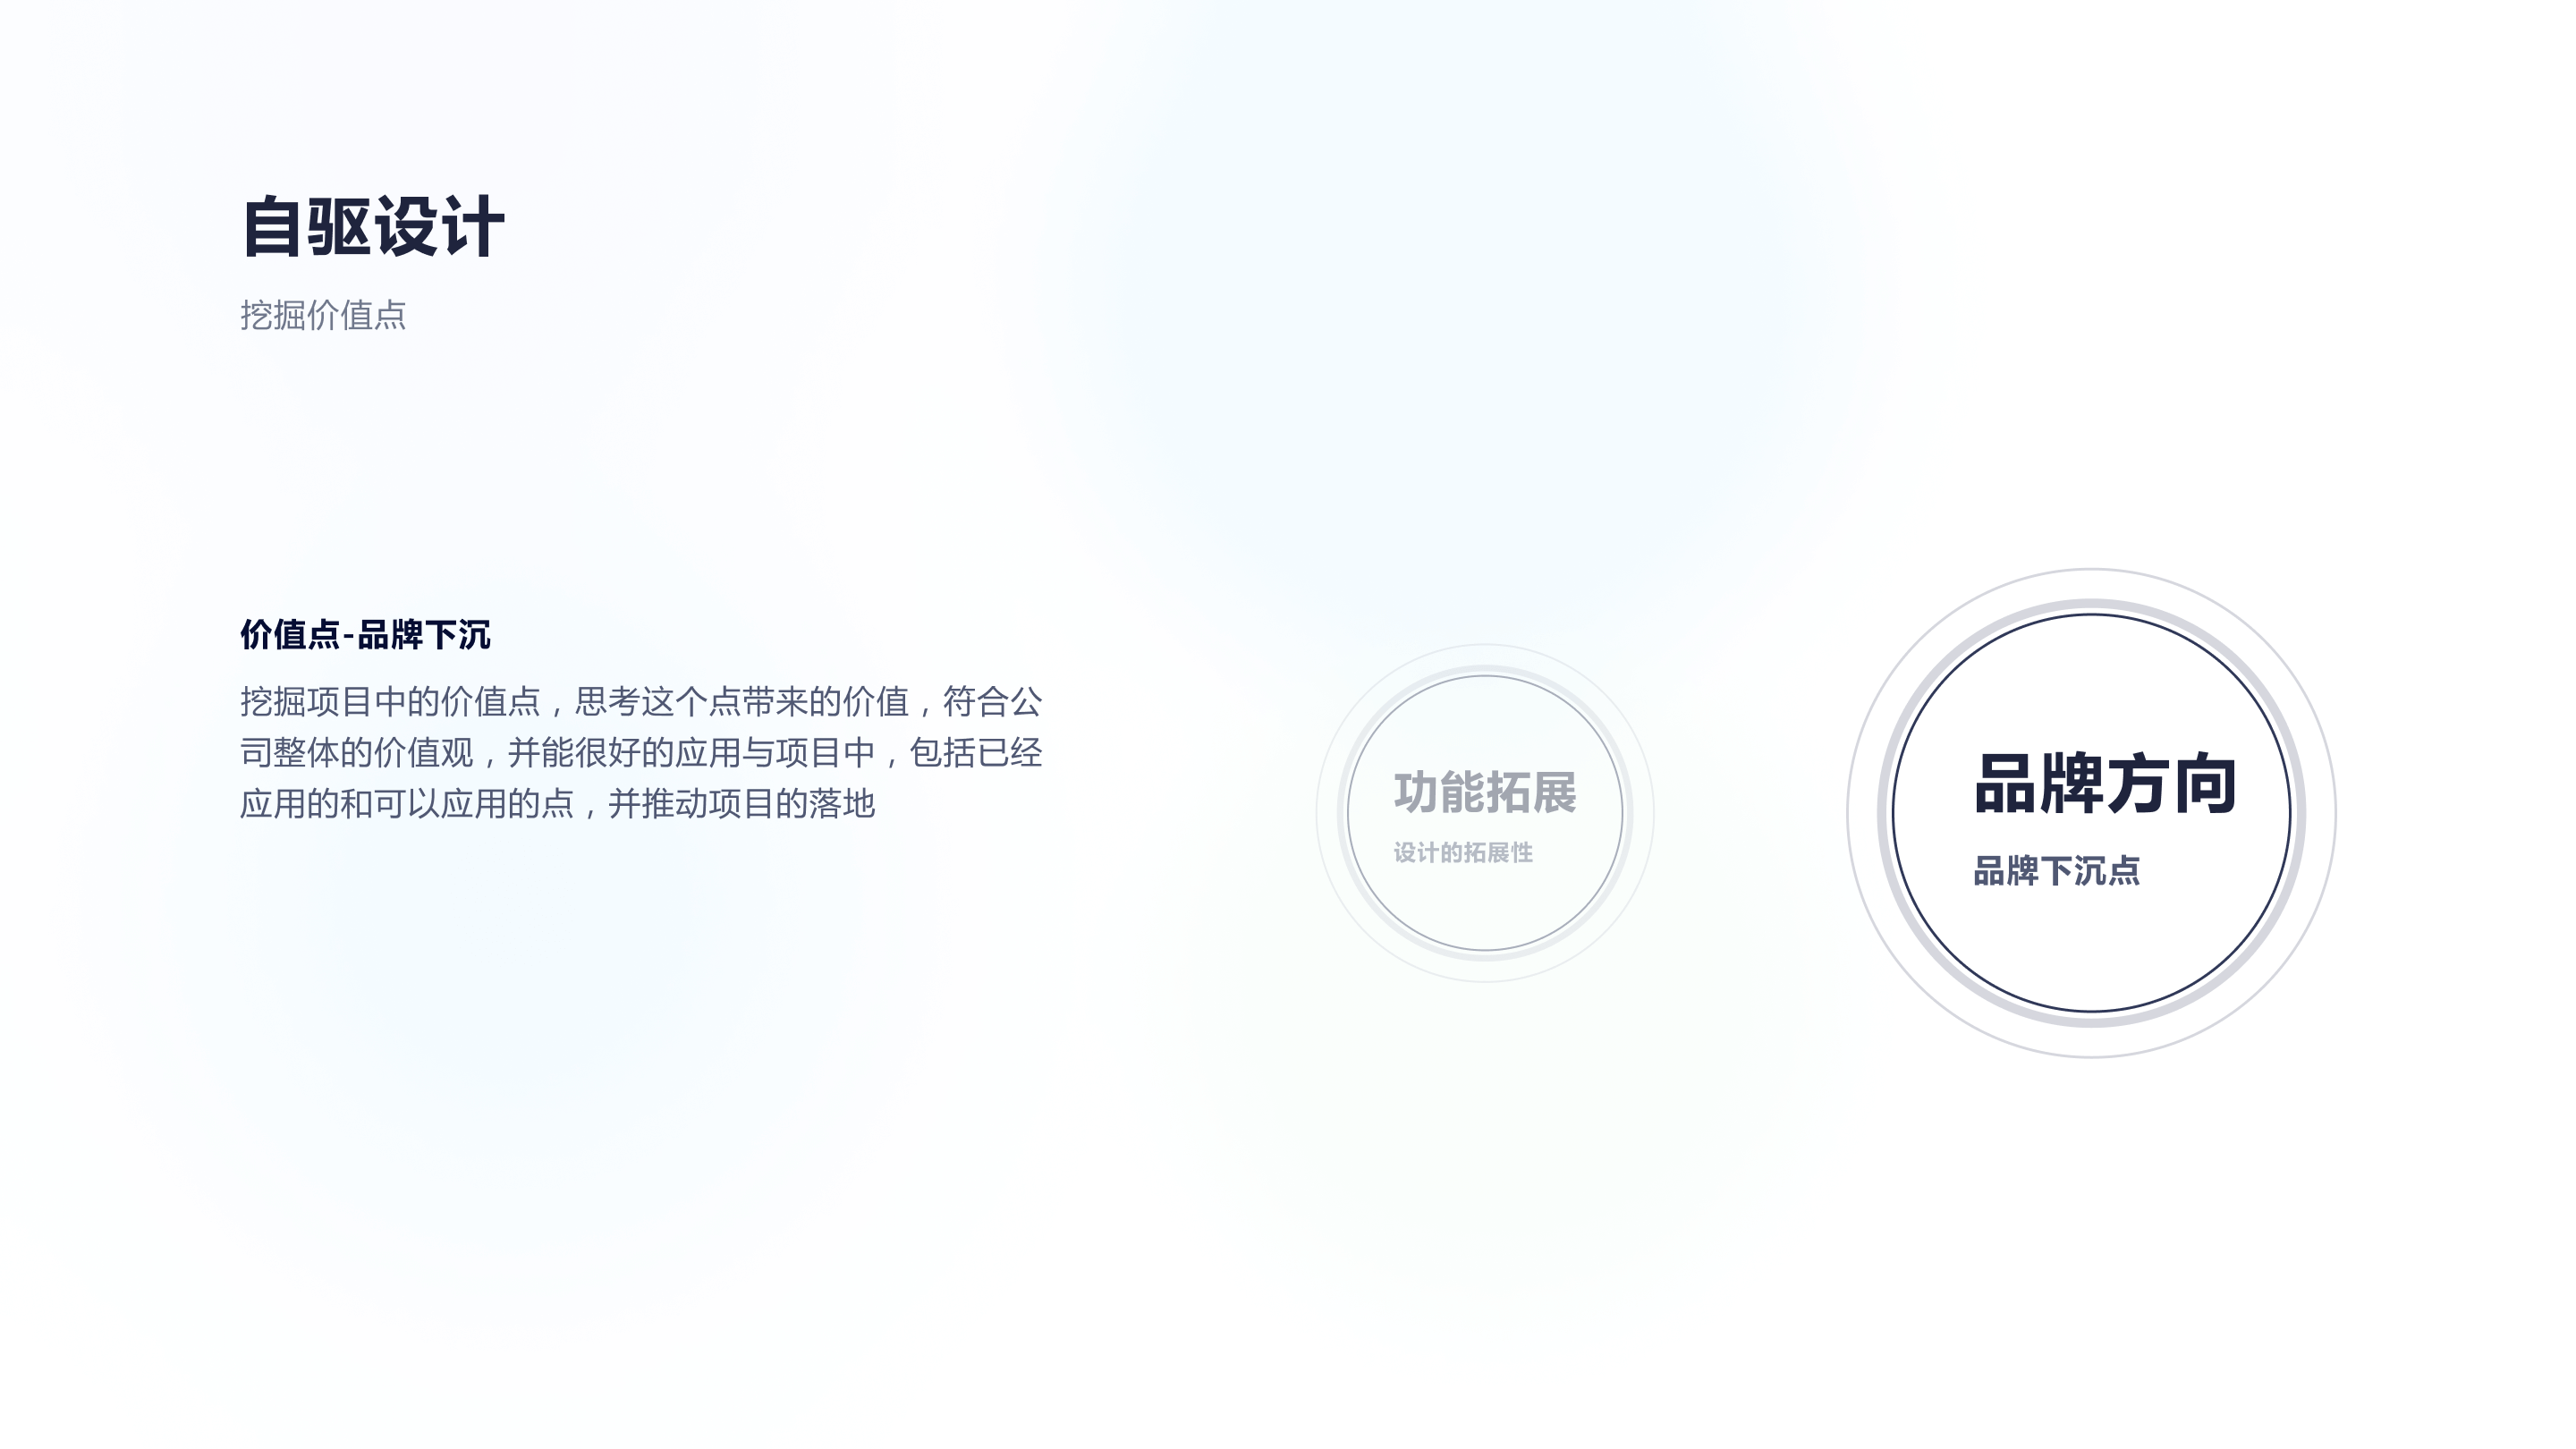 自驱设计
挖掘价值点
价值点-品牌下沉
挖掘项目中的价值点，思考这个点带来的价值，符合公
司整体的价值观，并能很好的应用与项目中，包括已经
应用的和可以应用的点，并推动项目的落地
功能拓展
设计的拓展性
品牌方向
品牌下沉点